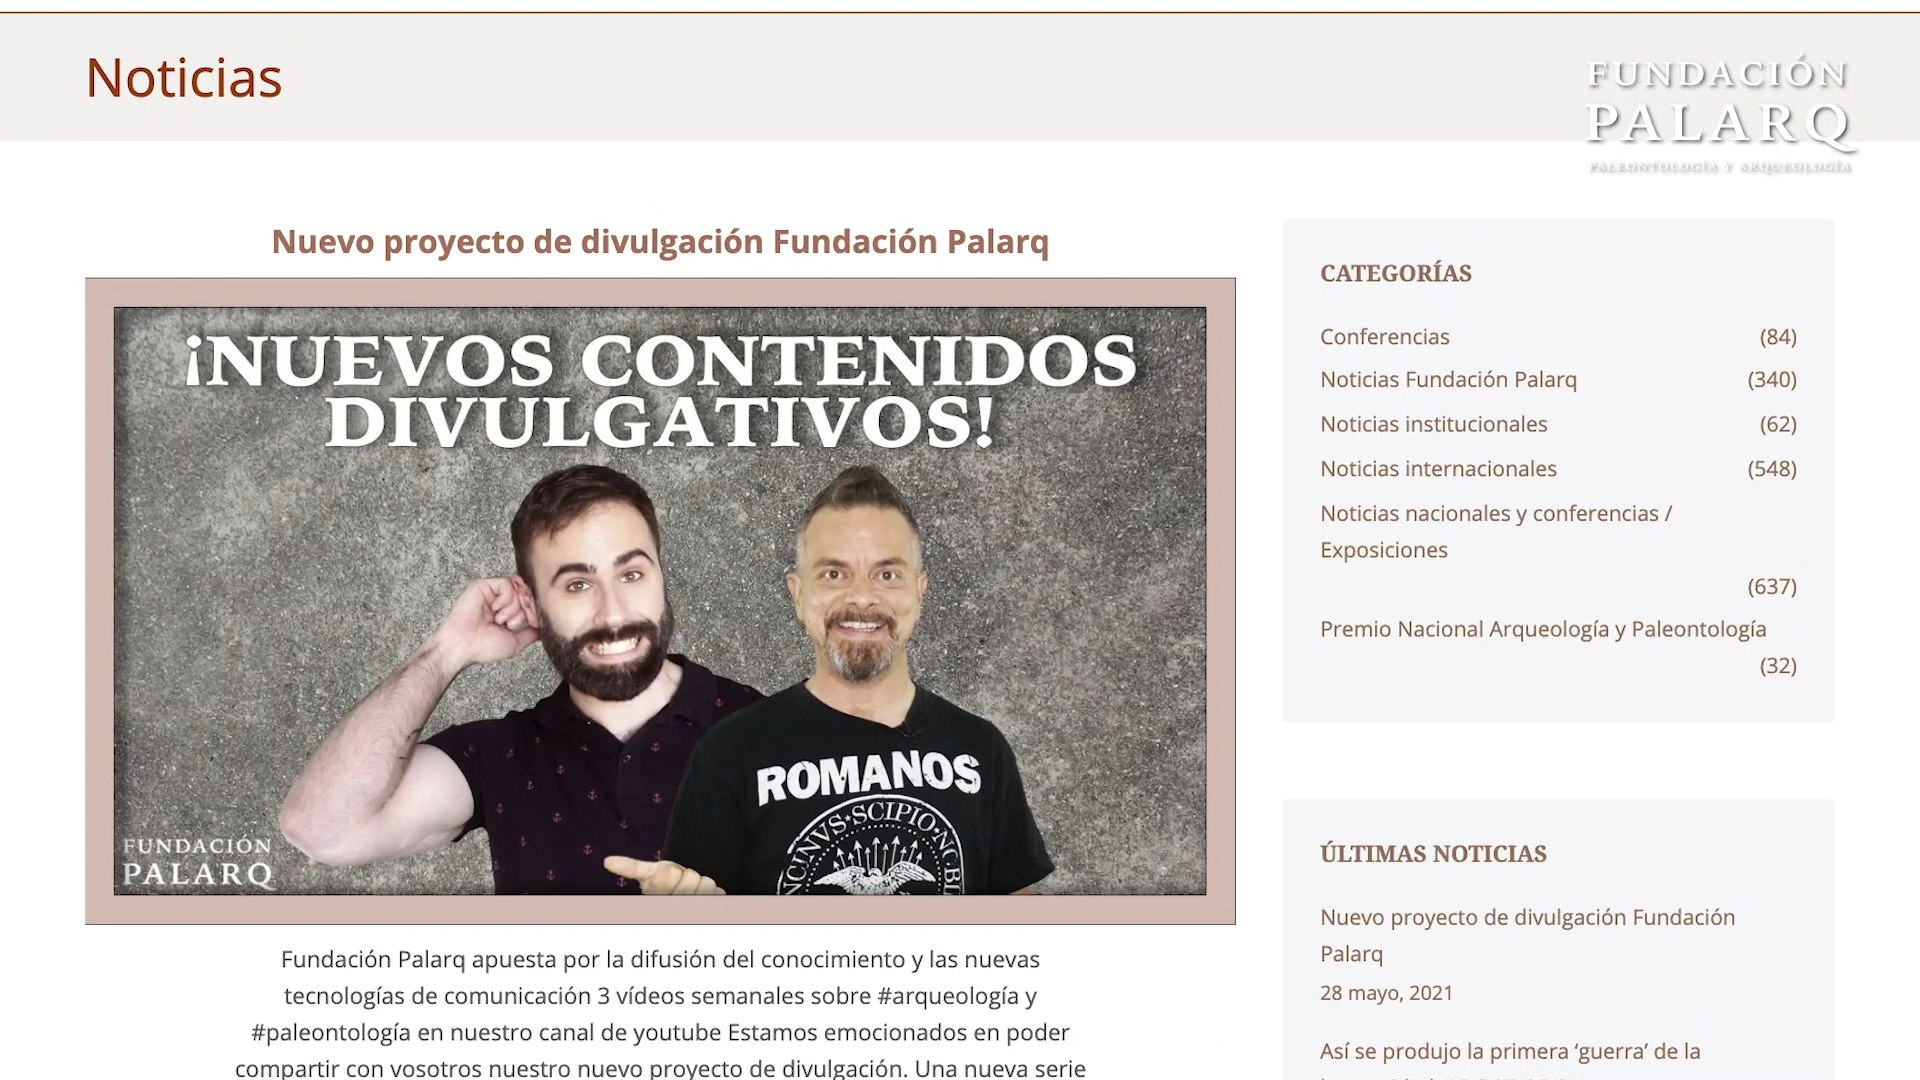 Noticias
FUNDACIÓN
PALARQ
PALEONTOLOGÍA Y ARQUEOLOGÍA
Nuevo proyecto de divulgación Fundación Palarq
¡NUEVOS CONTENIDOS
DIVULGATIVOS!
ROMANOS
SCIPIO
FUNDACIÓN
PALARQ
Fundación Palarq apuesta por la difusión del conocimiento y las nuevas
tecnologías de comunicación 3 vídeos semanales sobre #arqueología y
#paleontología en nuestro canal de youtube Estamos emocionados en poder
compartir con vosotros nuestro nuevo proyecto de divulgación. Una nueva serie
CATEGORÍAS
Conferencias (84)
Noticias Fundación Palarq (340)
Noticias institucionales (62)
Noticias internacionales (548)
Noticias nacionales y conferencias /
Exposiciones
(637)
Premio Nacional Arqueología y Paleontología
(32)
ÚLTIMAS NOTICIAS
Nuevo proyecto de divulgación Fundación
Palarq
28 mayo, 2021
Así se produjo la primera ‘guerra’ de la